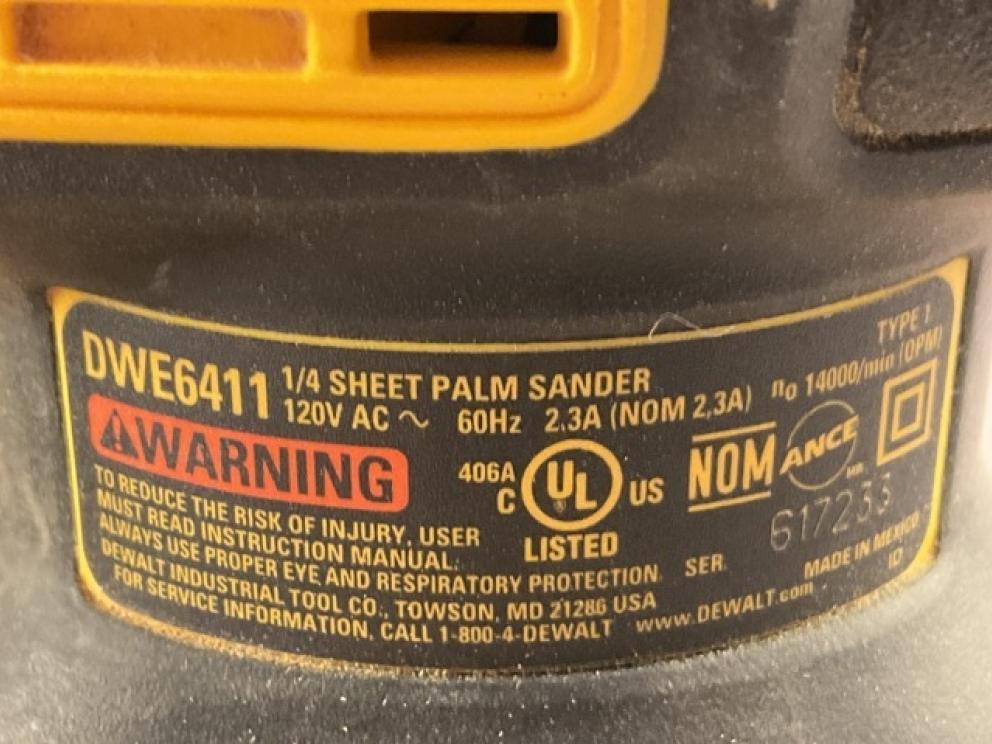 TYPE 1
DWE6411 1/4 SHEET PALM SANDER
120V AC ~ 60Hz 2.3A (NOM 2,3A) no 14000/min (OPM)
WARNING
406A
C UL US
LISTED
NOM
ANCE
MR
TO REDUCE THE RISK OF INJURY, USER
MUST READ INSTRUCTION MANUAL.
ALWAYS USE PROPER EYE AND RESPIRATORY PROTECTION.
SER. 617233
DEWALT INDUSTRIAL TOOL CO., TOWSON, MD 21286 USA
MADE IN MEXICO
FOR SERVICE INFORMATION, CALL 1-800-4-DEWALT www.DEWALT.com
ID